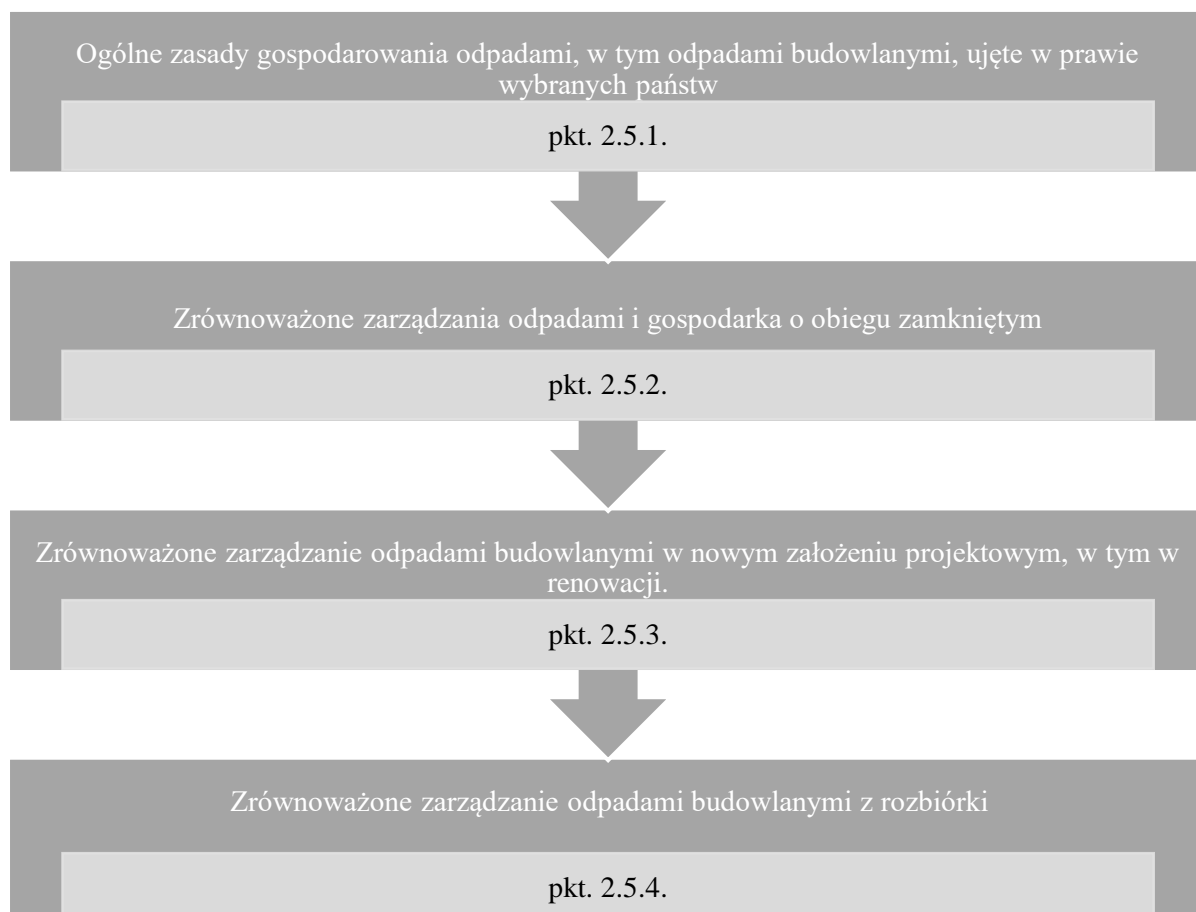 Ogólne zasady gospodarowania odpadami, w tym odpadami budowlanymi, ujęte w prawie
wybranych państw
pkt. 2.5.1.
Zrównoważone zarządzania odpadami i gospodarka o obiegu zamkniętym
pkt. 2.5.2.
Zrównoważone zarządzanie odpadami budowlanymi w nowym założeniu projektowym, w tym w
renowacji.
pkt. 2.5.3.
Zrównoważone zarządzanie odpadami budowlanymi z rozbiórki
pkt. 2.5.4.